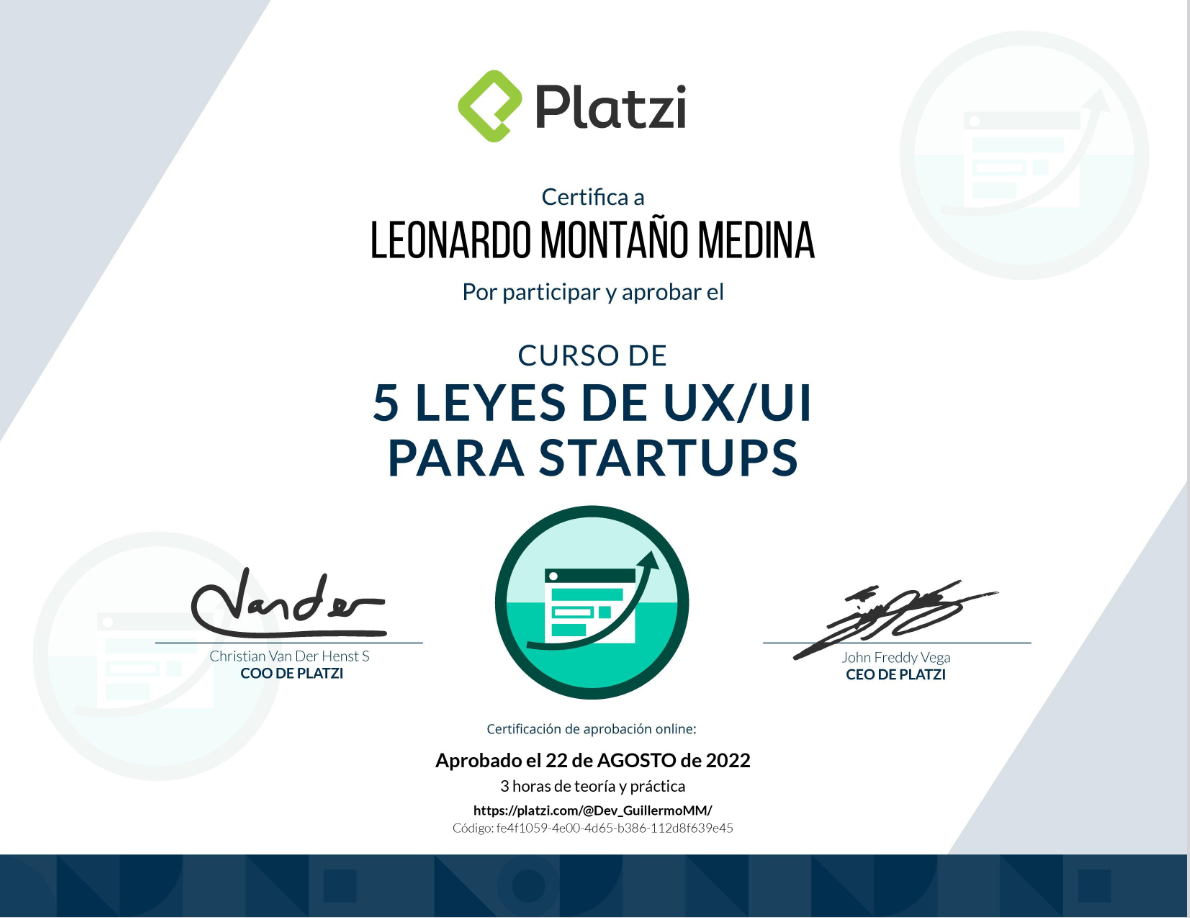 Platzi
Certifica a
LEONARDO MONTAÑO MEDINA
Por participar y aprobar el
CURSO DE
5 LEYES DE UX/UI
PARA STARTUPS
Vander
Christian Van Der Henst S
COO DE PLATZI
John Freddy Vega
CEO DE PLATZI
Certificación de aprobación online:
Aprobado el 22 de AGOSTO de 2022
3 horas de teoría y práctica
https://platzi.com/@Dev_GuillermoMM/
Código: fe4f1059-4e00-4d65-b386-112d8f639e45